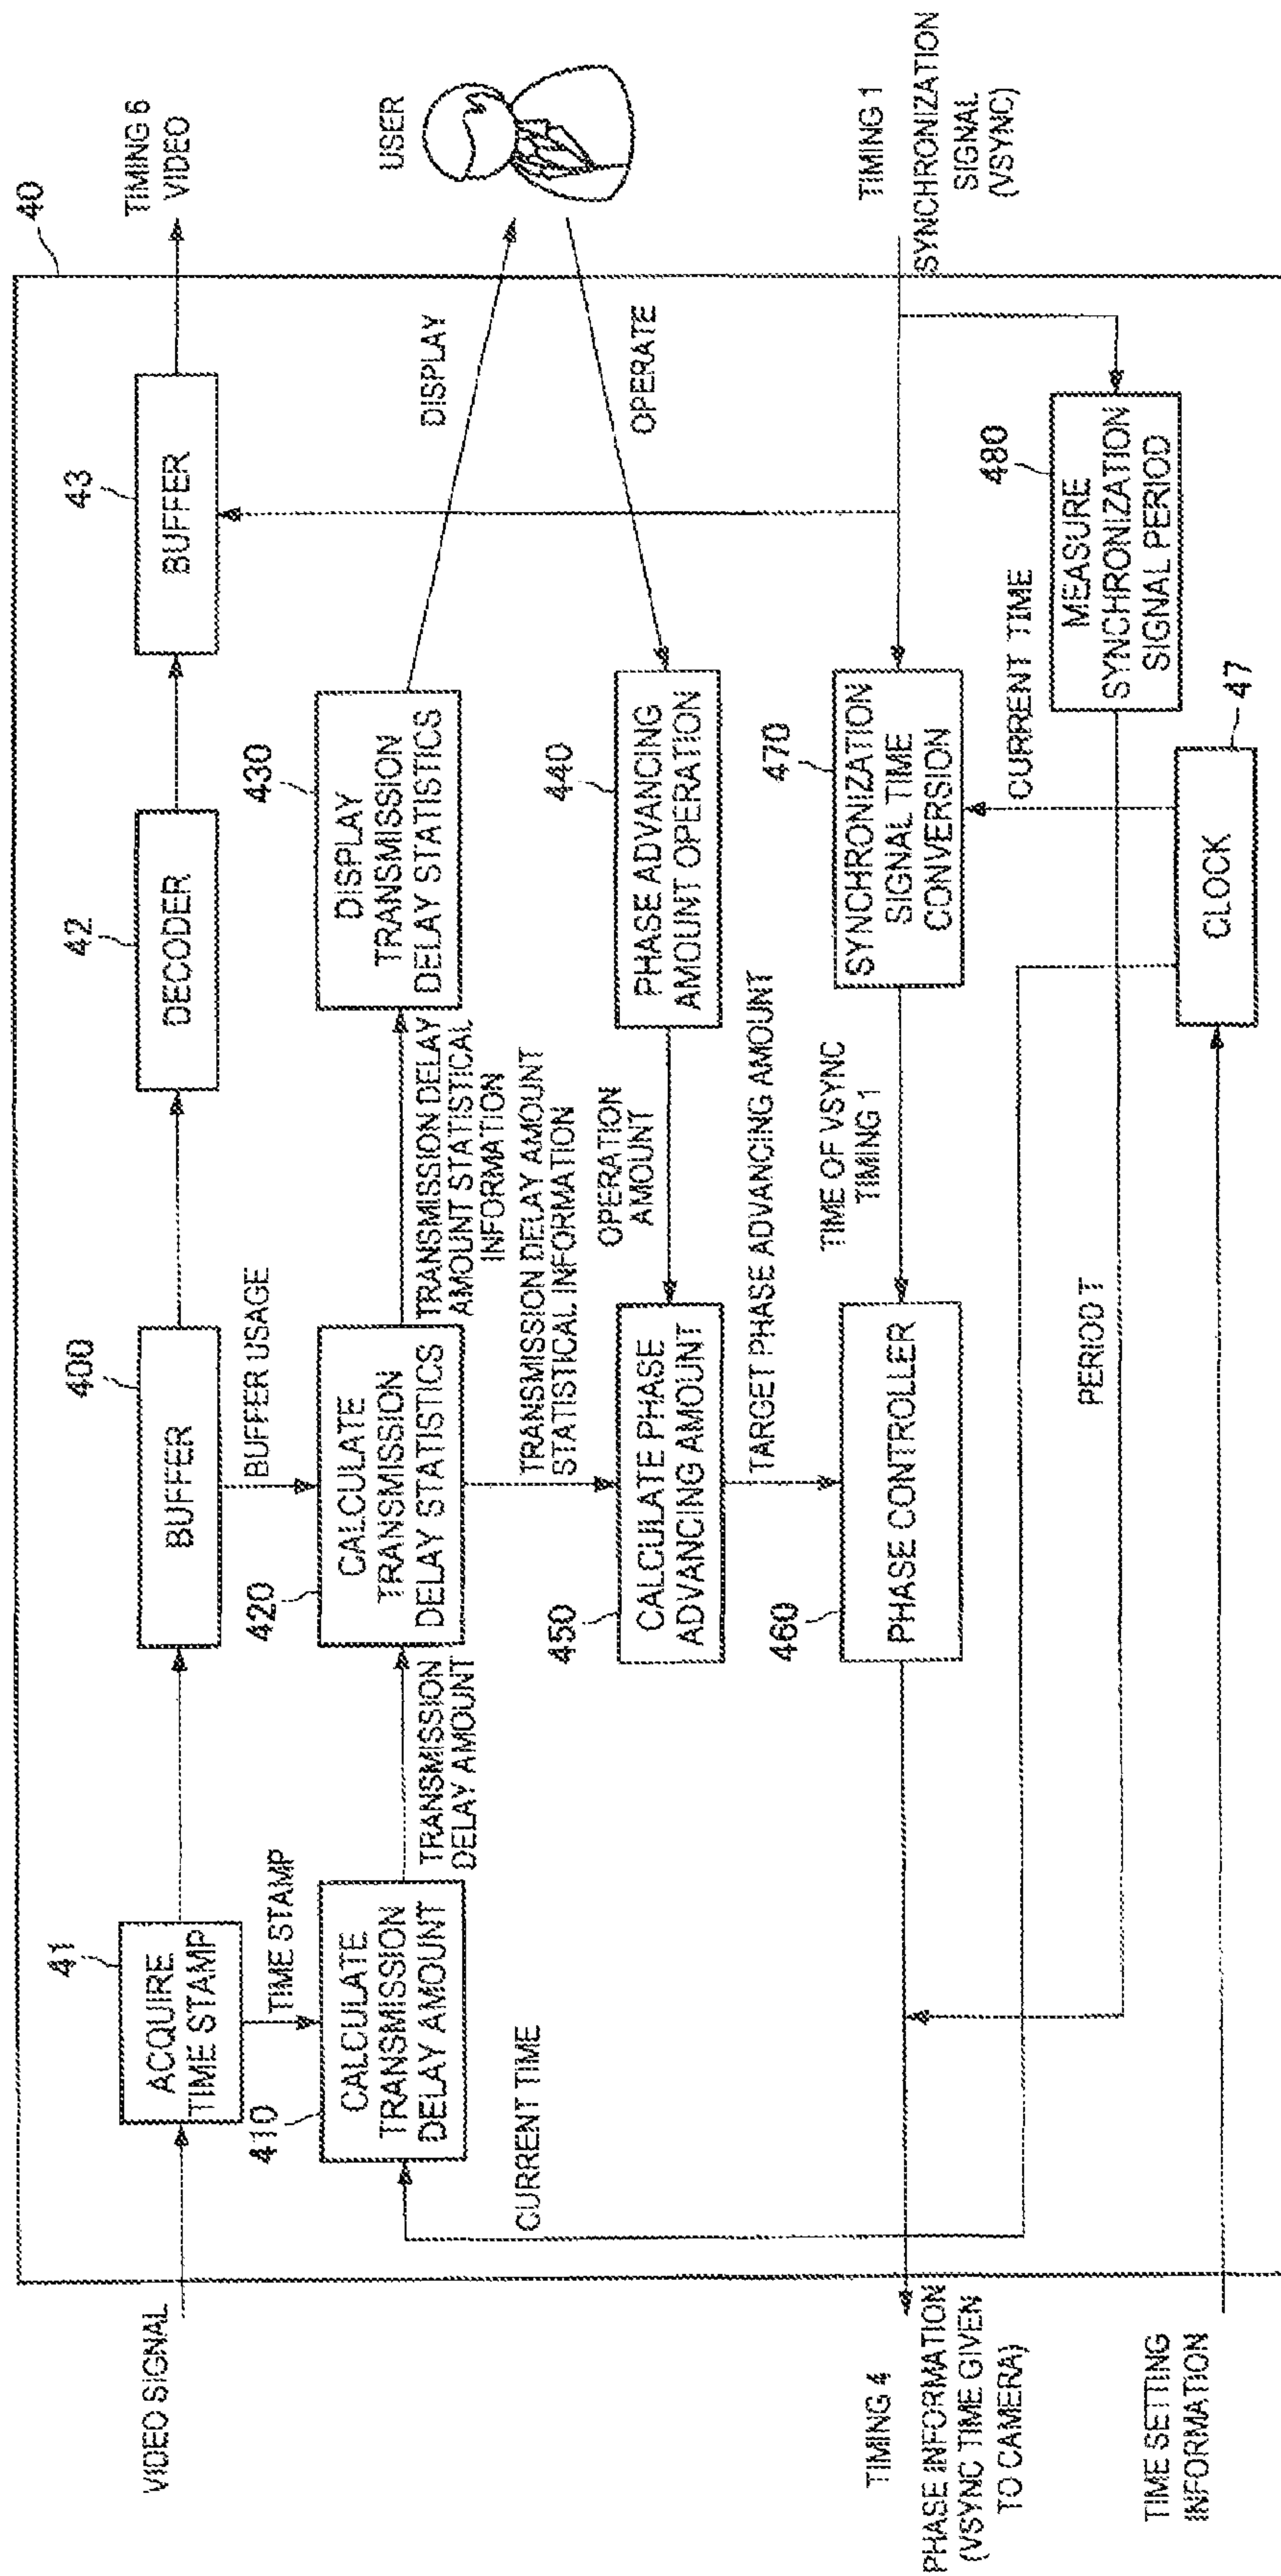 40
TIMING 6
VIDEO
VIDEO SIGNAL
41
ACQUIRE
TIME STAMP
400
BUFFER
42
DECODER
43
BUFFER
TIME STAMP
BUFFER USAGE
410
CALCULATE
TRANSMISSION
DELAY AMOUNT
TRANSMISSION
DELAY AMOUNT
420
CALCULATE
TRANSMISSION
DELAY STATISTICS
TRANSMISSION DELAY
AMOUNT STATISTICAL
INFORMATION
430
DISPLAY
TRANSMISSION
DELAY STATISTICS
DISPLAY
USER
CURRENT TIME
TRANSMISSION DELAY AMOUNT
STATISTICAL INFORMATION
450
CALCULATE PHASE
ADVANCING AMOUNT
OPERATION
AMOUNT
440
PHASE ADVANCING
AMOUNT OPERATION
OPERATE
TARGET PHASE ADVANCING AMOUNT
460
PHASE CONTROLLER
TIME OF VSYNC
TIMING 1
470
SYNCHRONIZATION
SIGNAL TIME
CONVERSION
TIMING 1
SYNCHRONIZATION
SIGNAL
(VSYNC)
TIMING 4
PHASE INFORMATION
(VSYNC TIME GIVEN
TO CAMERA)
CURRENT TIME
480
MEASURE
SYNCHRONIZATION
SIGNAL PERIOD
PERIOD T
47
CLOCK
TIME SETTING
INFORMATION